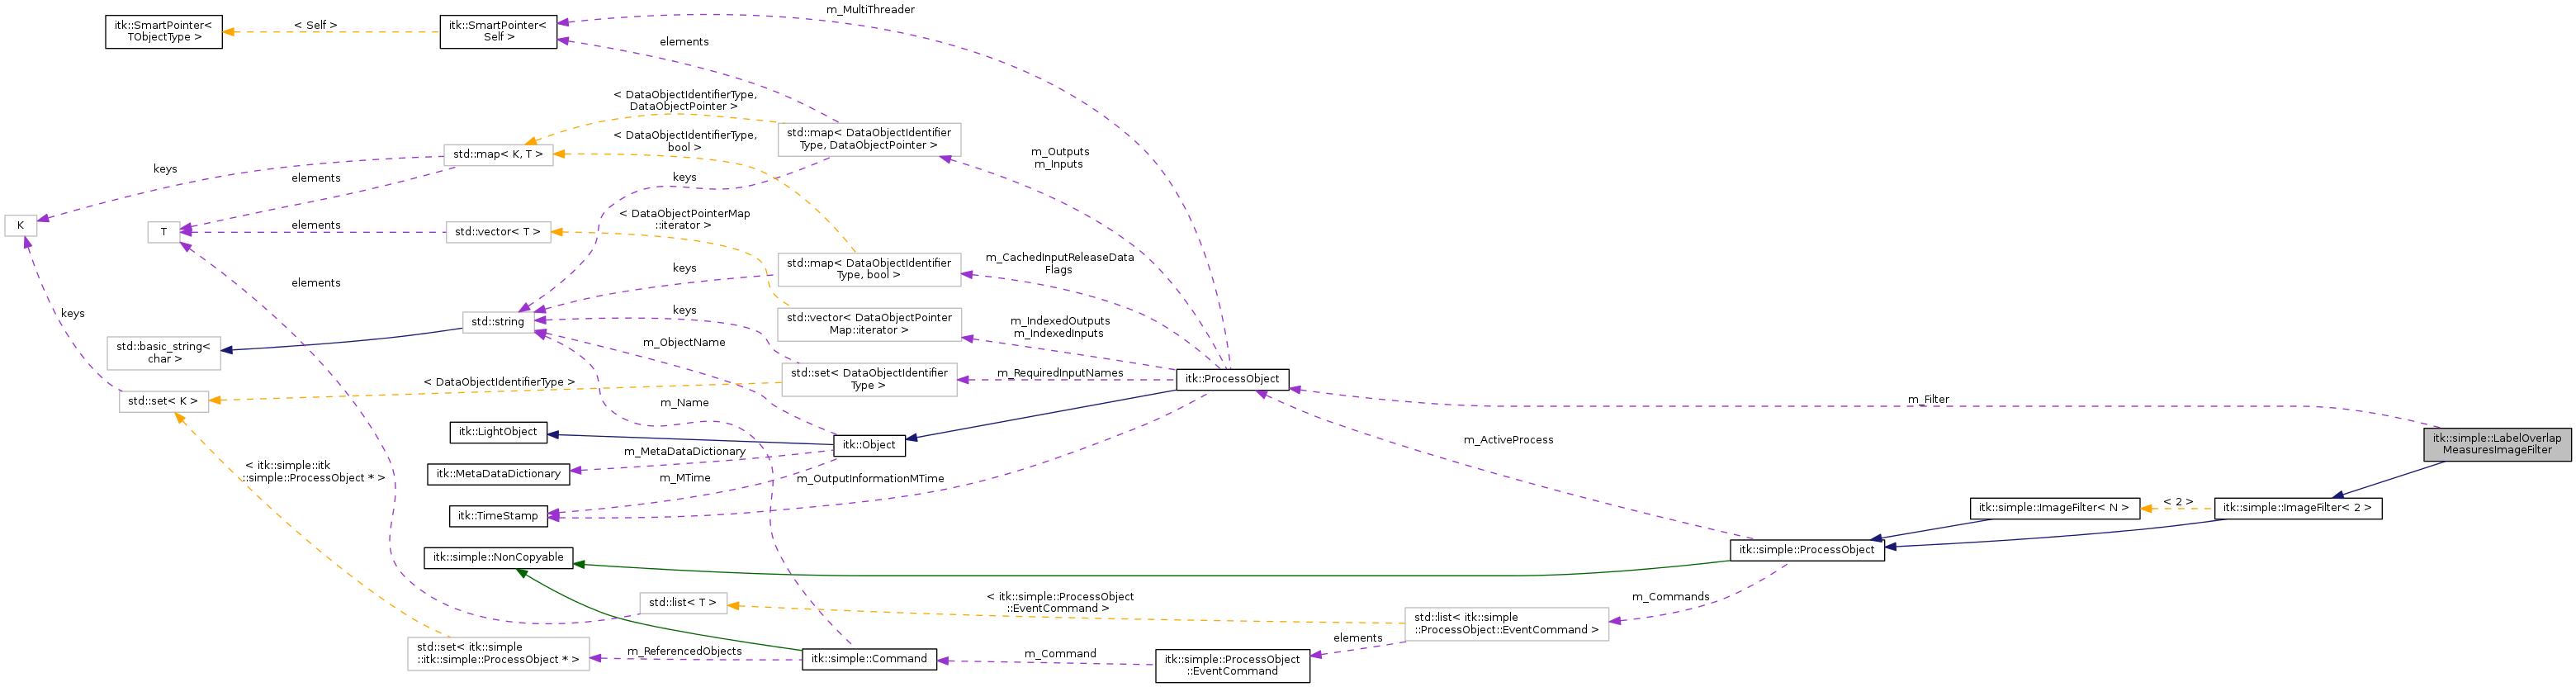 m_MultiThreader
itk::SmartPointer<
TObjectType >
< Self >
itk::SmartPointer<
Self >
elements
< DataObjectIdentifierType,
DataObjectPointer >
< DataObjectIdentifierType,
bool >
std::map< DataObjectIdentifier
Type, DataObjectPointer >
m_Outputs
m_Inputs
std::map< K, T >
keys
elements
keys
< DataObjectPointerMap
::iterator >
K
T
elements
std::vector< T >
std::map< DataObjectIdentifier
Type, bool >
m_CachedInputReleaseData
Flags
keys
elements
keys
std::string
keys
std::vector< DataObjectPointer
Map::iterator >
m_IndexedOutputs
m_IndexedInputs
std::basic_string<
char >
m_ObjectName
std::set< DataObjectIdentifier
Type >
m_RequiredInputNames
itk::ProcessObject
< DataObjectIdentifierType >
std::set< K >
m_Name
m_Filter
itk::LightObject
itk::Object
m_ActiveProcess
itk::simple::LabelOverlap
MeasuresImageFilter
m_MetaDataDictionary
itk::MetaDataDictionary
< itk::simple::itk
::simple::ProcessObject * >
m_MTime
m_OutputInformationMTime
itk::TimeStamp
itk::simple::ImageFilter< N >
< 2 >
itk::simple::ImageFilter< 2 >
itk::simple::NonCopyable
itk::simple::ProcessObject
std::list< T >
< itk::simple::ProcessObject
::EventCommand >
m_Commands
std::list< itk::simple
::ProcessObject::EventCommand >
std::set< itk::simple
::itk::simple::ProcessObject * >
m_ReferencedObjects
itk::simple::Command
m_Command
elements
itk::simple::ProcessObject
::EventCommand